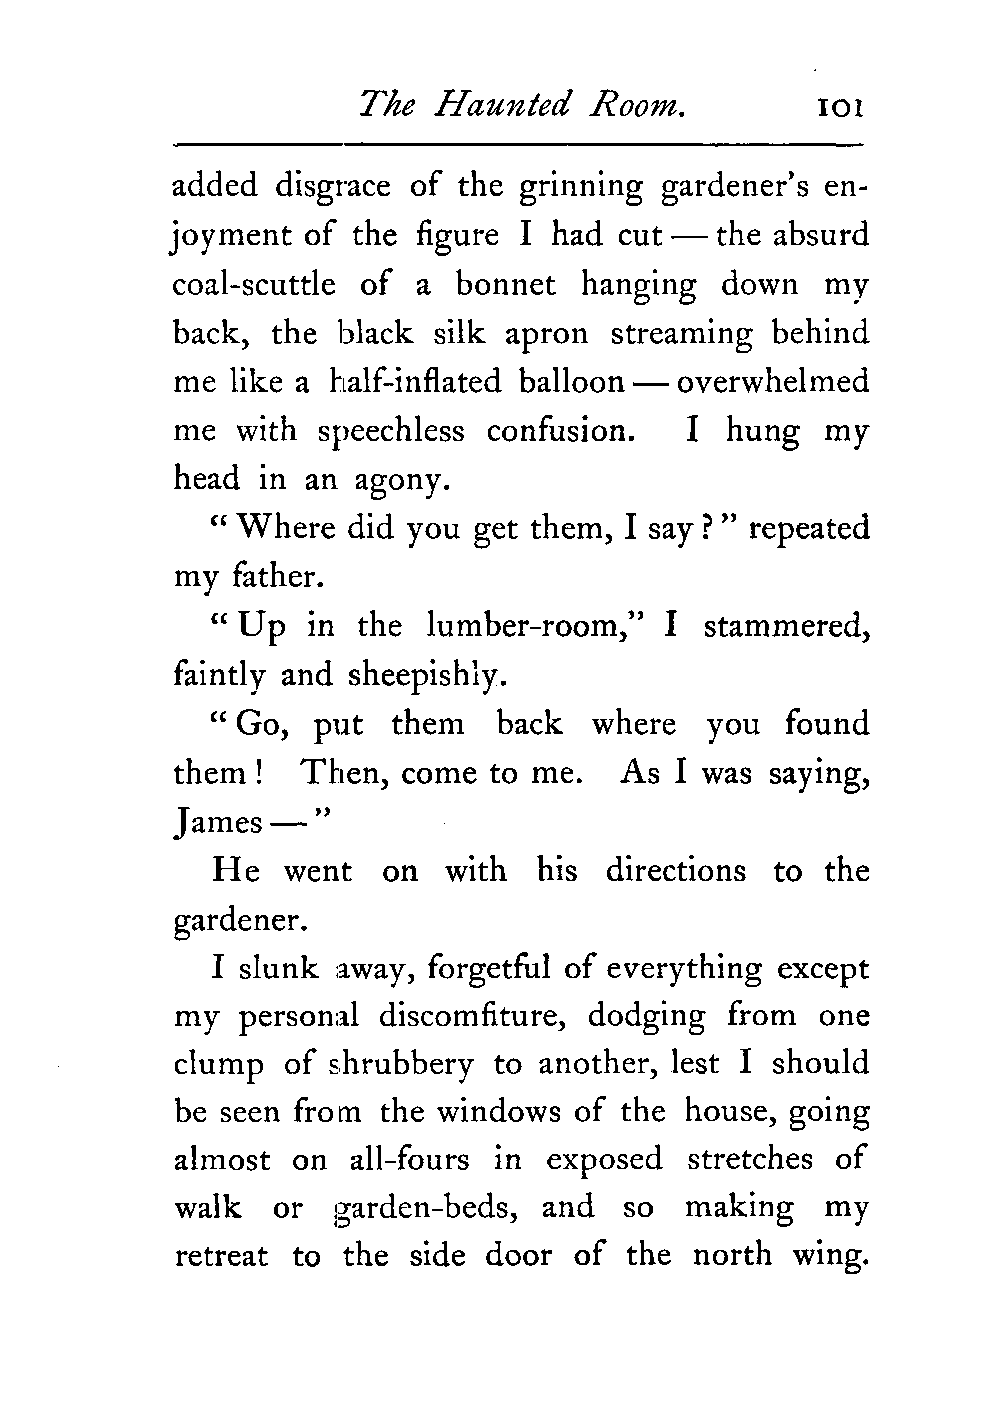 The Haunted Room. 101
added disgrace of the grinning gardener's en-
joyment of the figure I had cut — the absurd
coal-scuttle of a bonnet hanging down my
back, the black silk apron streaming behind
me like a half-inflated balloon — overwhelmed
me with speechless confusion. I hung my
head in an agony.
“ Where did you get them, I say ? ” repeated
my father.
“ Up in the lumber-room,” I stammered,
faintly and sheepishly.
“ Go, put them back where you found
them ! Then, come to me. As I was saying,
James — ”
He went on with his directions to the
gardener.
I slunk away, forgetful of everything except
my personal discomfiture, dodging from one
clump of shrubbery to another, lest I should
be seen from the windows of the house, going
almost on all-fours in exposed stretches of
walk or garden-beds, and so making my
retreat to the side door of the north wing.